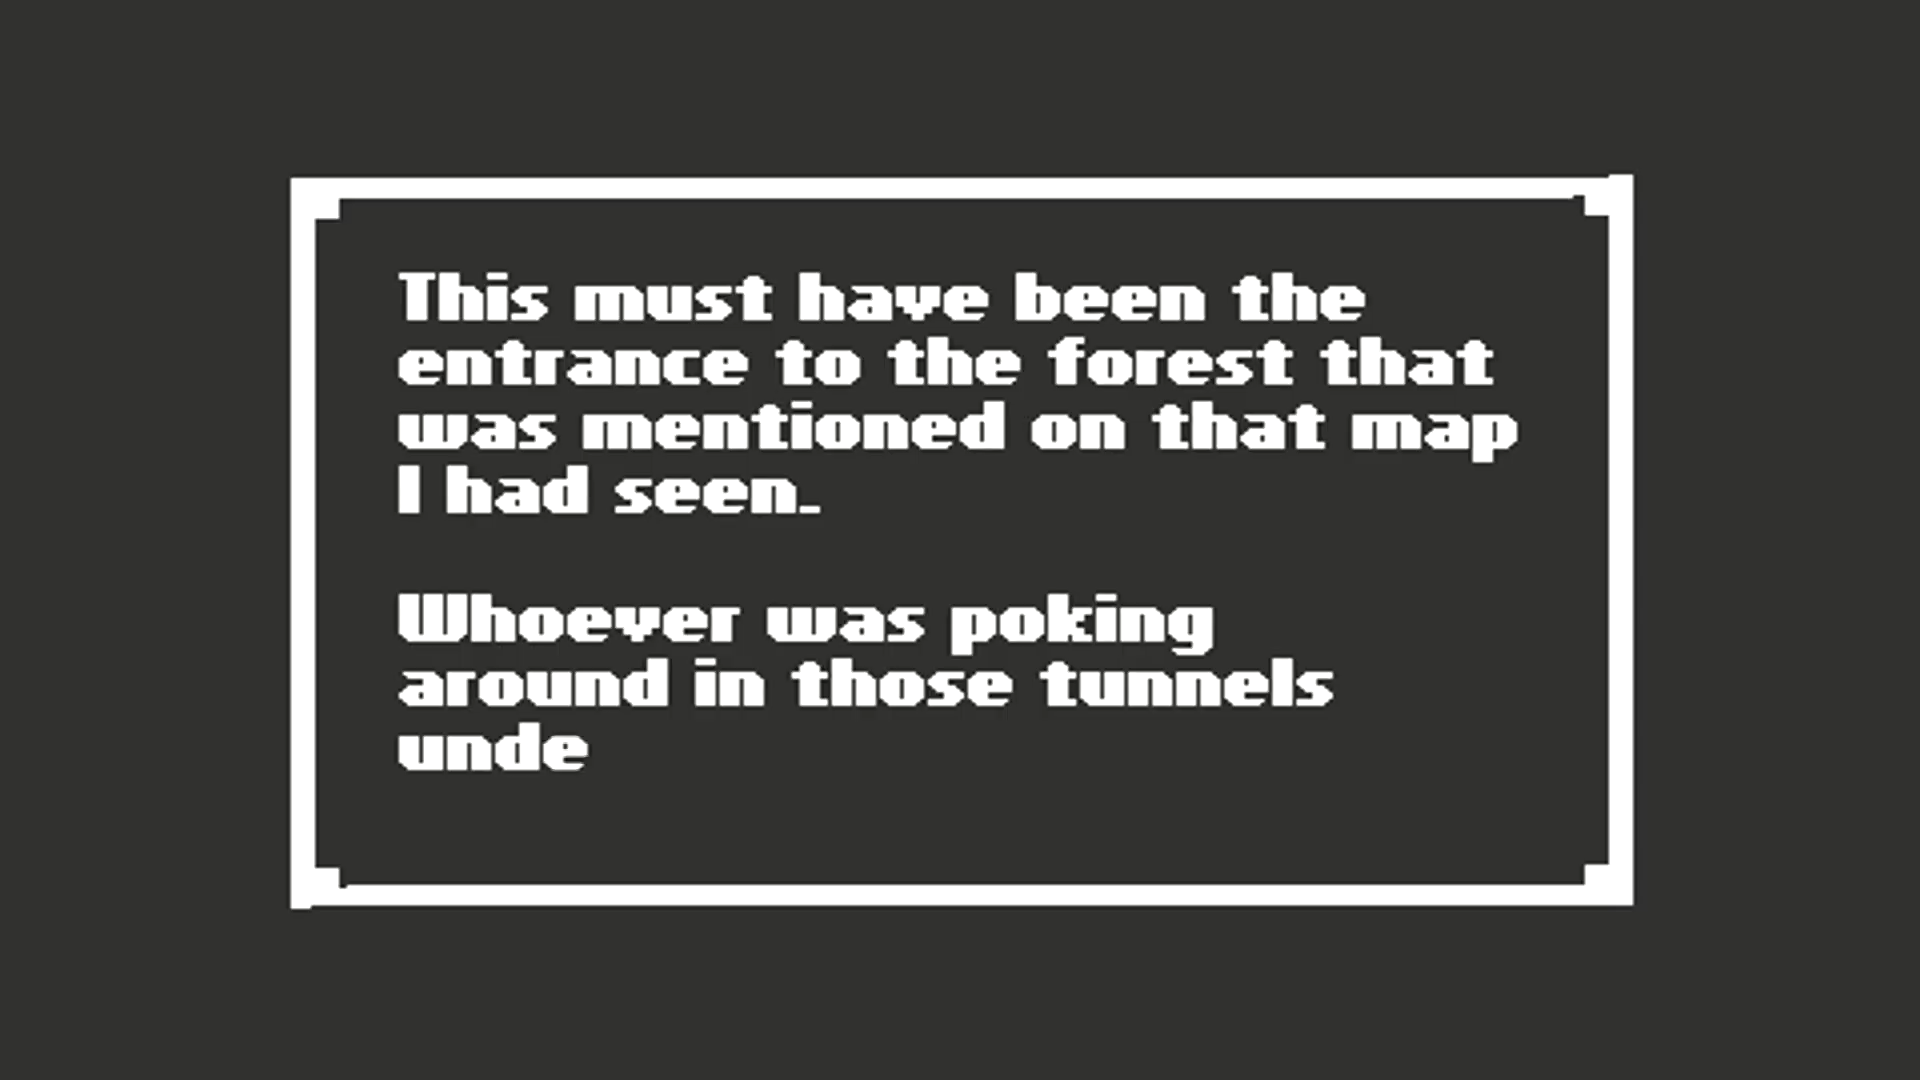 This must have been the
entrance to the forest that
was mentioned on that map
I had seen.
Whoever was poking
around in those tunnels
unde